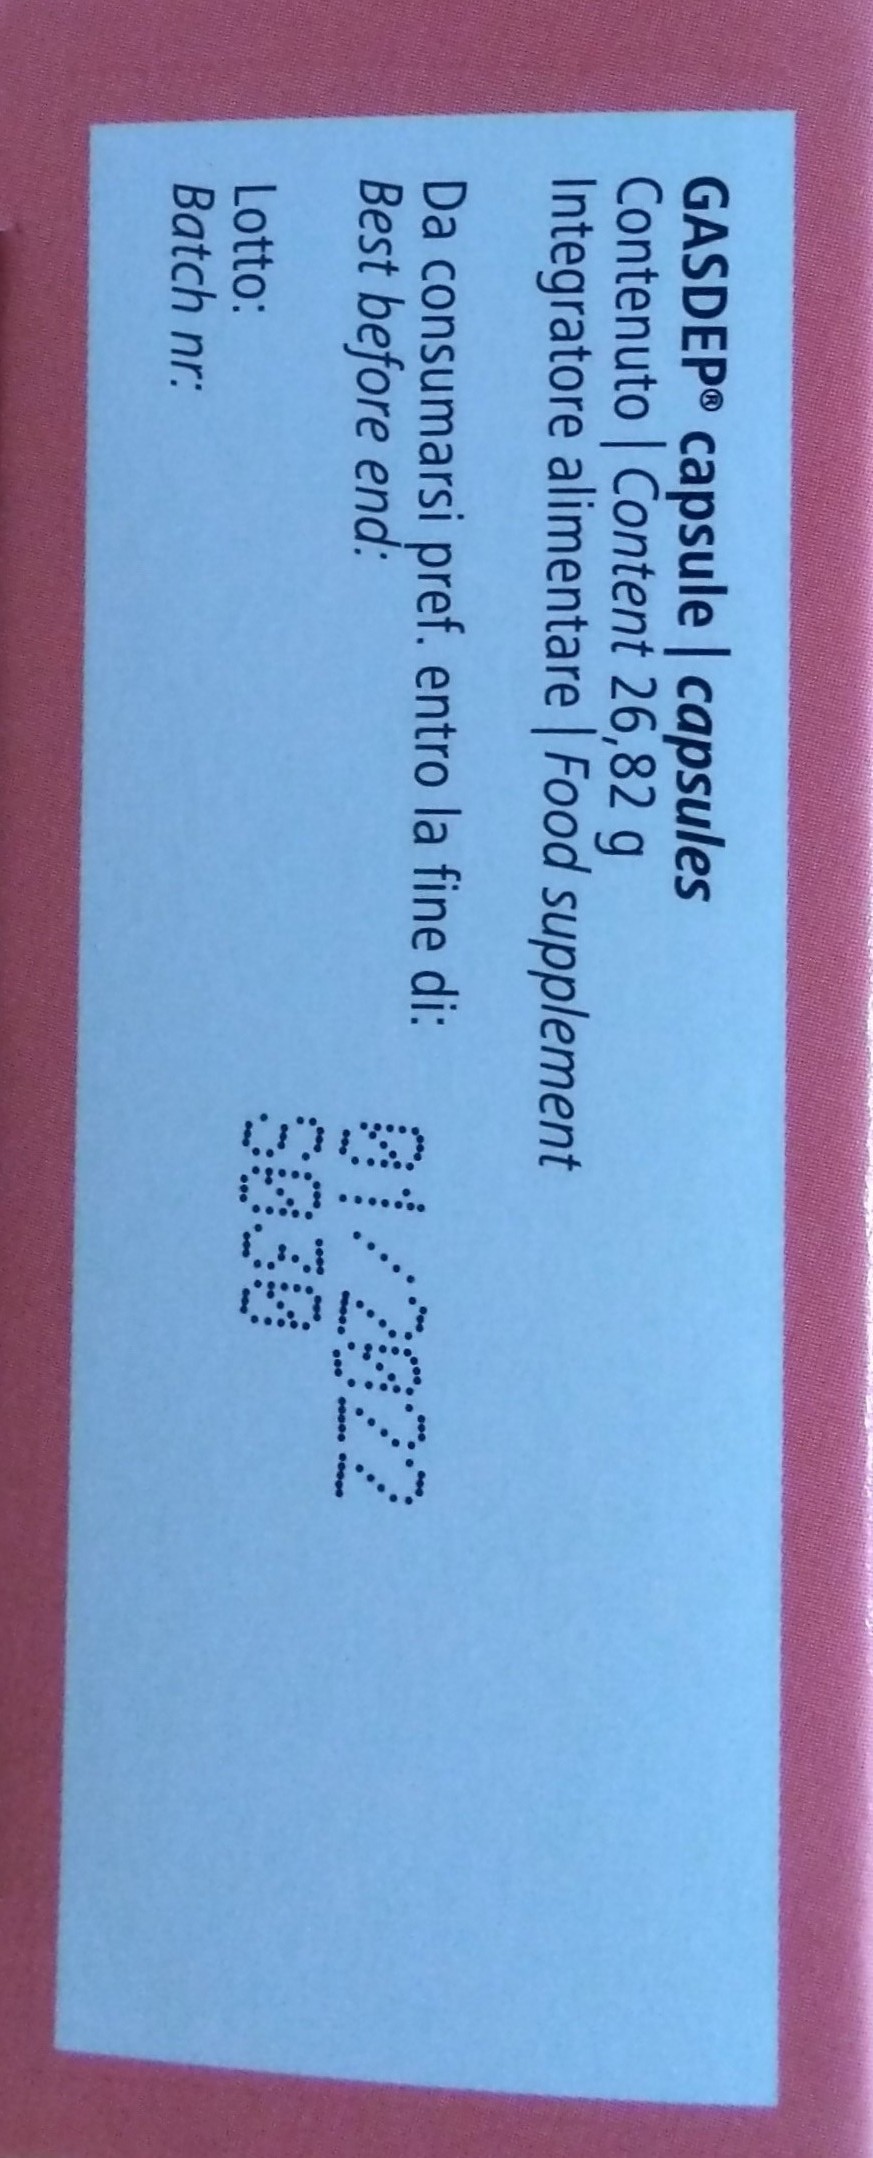 GASDEP® capsule | capsules
Contenuto | Content 26,82 g
Integratore alimentare | Food supplement
Da consumarsi pref. entro la fine di:
Best before end:
01/2022
Lotto:
Batch nr:
S030